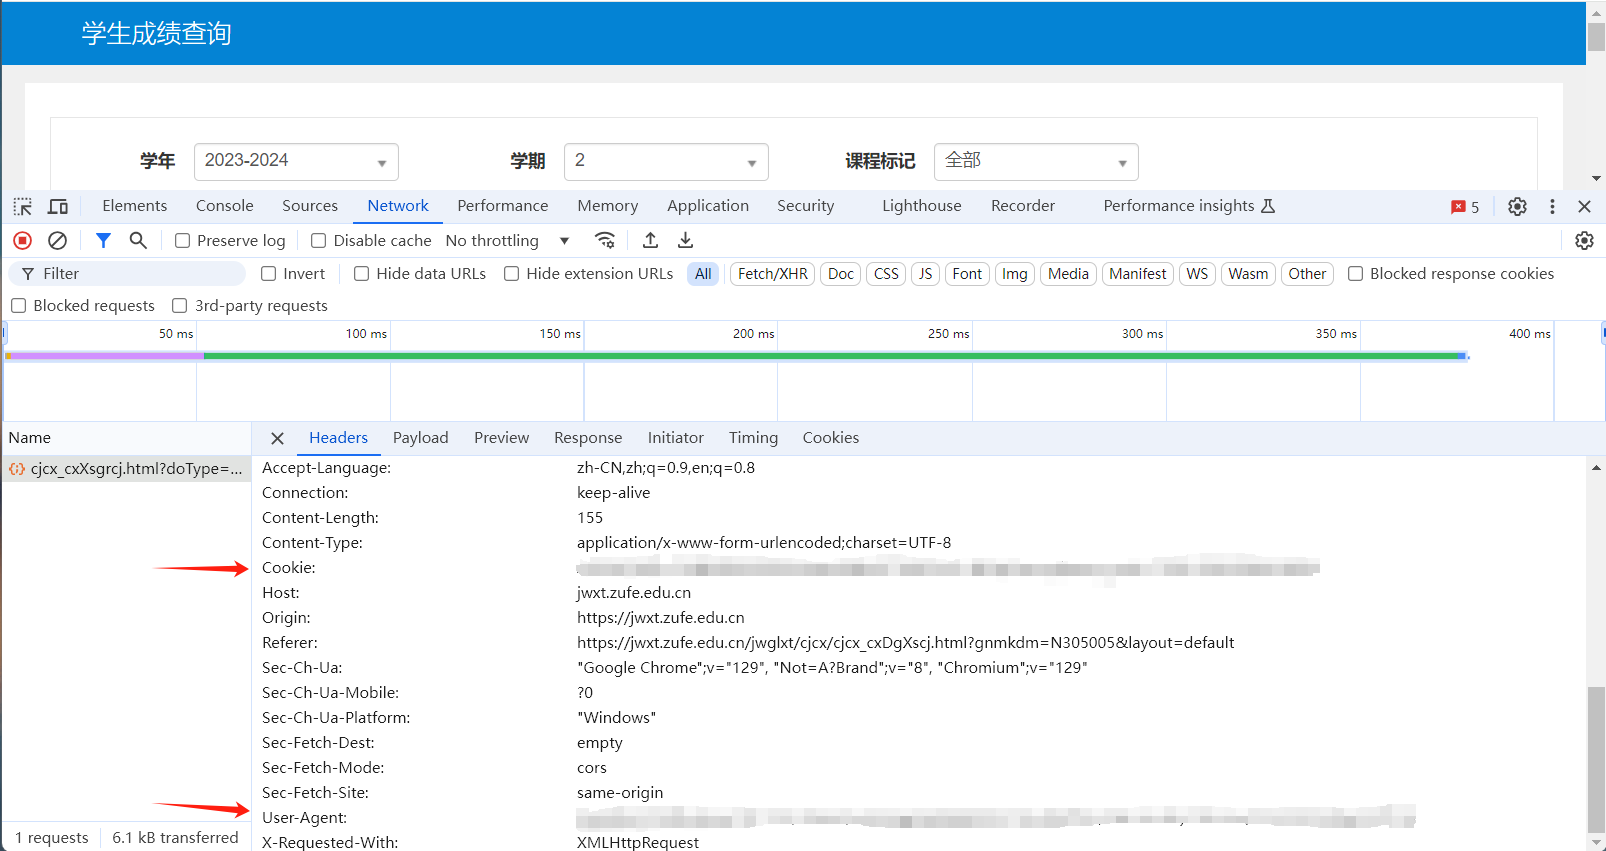 学生成绩查询
学年 2023-2024 学期 2 课程标记 全部
Elements Console Sources Network Performance Memory Application Security Lighthouse Recorder Performance insights 5
Preserve log Disable cache No throttling
Filter Invert Hide data URLs Hide extension URLs All Fetch/XHR Doc CSS JS Font Img Media Manifest WS Wasm Other Blocked response cookies
Blocked requests 3rd-party requests
50 ms 100 ms 150 ms 200 ms 250 ms 300 ms 350 ms 400 ms
Name Headers Payload Preview Response Initiator Timing Cookies
cjcx_cxXsgrcj.html?doType=...
Accept-Language: zh-CN,zh;q=0.9,en;q=0.8
Connection: keep-alive
Content-Length: 155
Content-Type: application/x-www-form-urlencoded;charset=UTF-8
Cookie:
Host: jwxt.zufe.edu.cn
Origin: https://jwxt.zufe.edu.cn
Referer: https://jwxt.zufe.edu.cn/jwglxt/cjcx/cjcx_cxDgXscj.html?gnmkdm=N305005&layout=default
Sec-Ch-Ua: "Google Chrome";v="129", "Not=A?Brand";v="8", "Chromium";v="129"
Sec-Ch-Ua-Mobile: ?0
Sec-Ch-Ua-Platform: "Windows"
Sec-Fetch-Dest: empty
Sec-Fetch-Mode: cors
Sec-Fetch-Site: same-origin
User-Agent:
X-Requested-With: XMLHttpRequest
1 requests 6.1 kB transferred